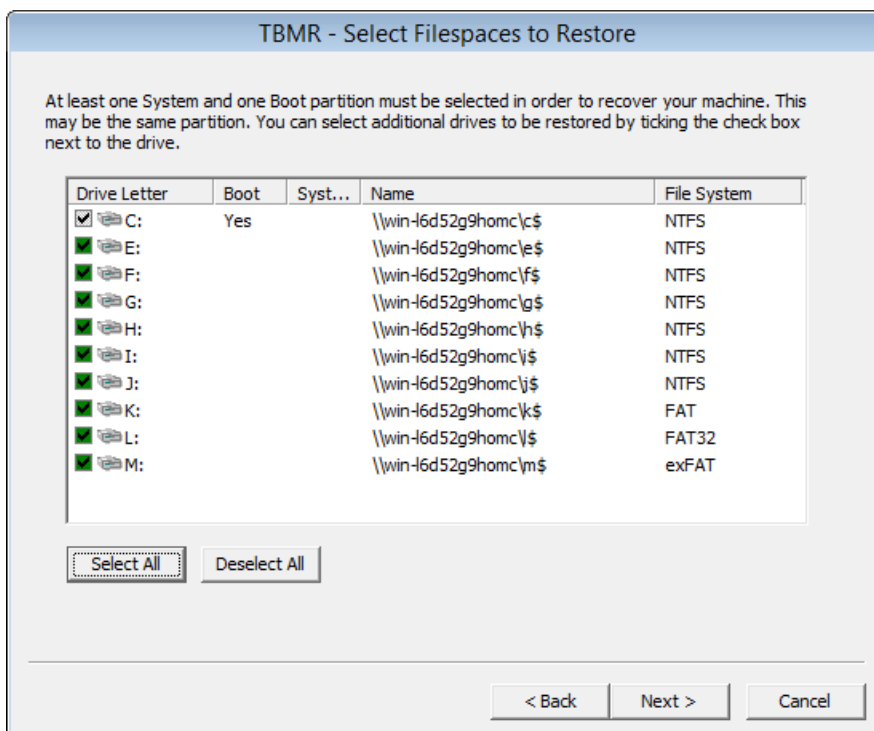 TBMR - Select Filespaces to Restore
At least one System and one Boot partition must be selected in order to recover your machine. This
may be the same partition. You can select additional drives to be restored by ticking the check box
next to the drive.
Drive Letter Boot Syst... Name File System
C: Yes \\win-l6d52g9homc\c$ NTFS
E: \\win-l6d52g9homc\e$ NTFS
F: \\win-l6d52g9homc\f$ NTFS
G: \\win-l6d52g9homc\g$ NTFS
H: \\win-l6d52g9homc\h$ NTFS
I: \\win-l6d52g9homc\i$ NTFS
J: \\win-l6d52g9homc\j$ NTFS
K: \\win-l6d52g9homc\k$ FAT
L: \\win-l6d52g9homc\l$ FAT32
M: \\win-l6d52g9homc\m$ exFAT
Select All Deselect All
< Back Next > Cancel